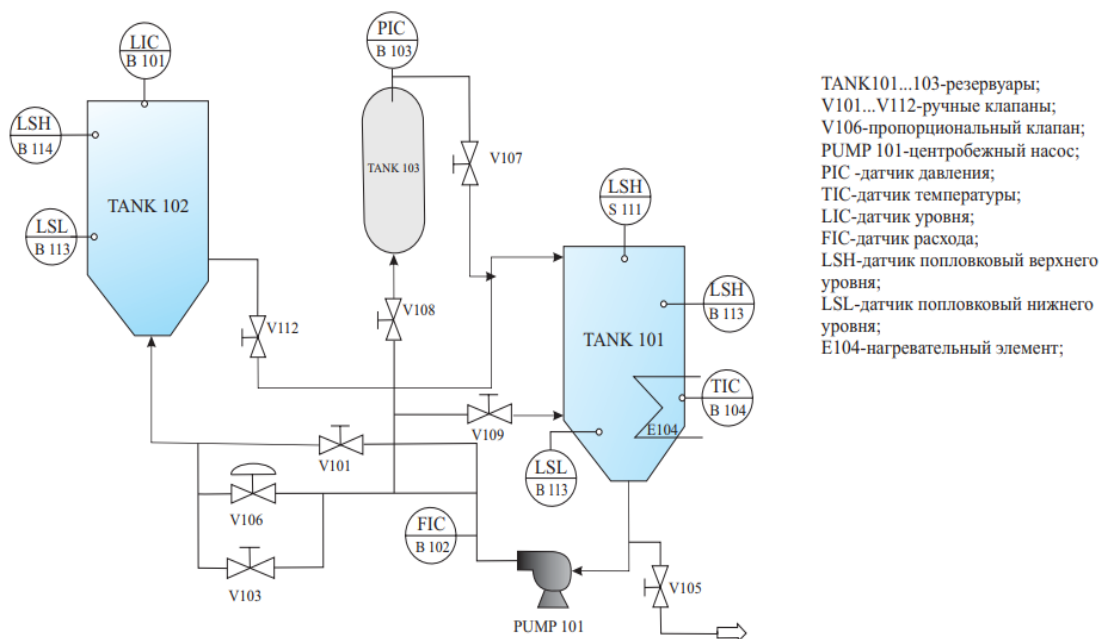 LIC
B 101
PIC
B 103
LSH
B 114
TANK 103
V107
LSH
S 111
TANK 102
LSL
B 113
V108
LSH
B 113
V112
TANK 101
TIC
B 104
V109
E104
V101
LSL
B 113
V106
FIC
B 102
V103
V105
PUMP 101
TANK101...103-резервуары;
V101...V112-ручные клапаны;
V106-пропорциональный клапан;
PUMP 101-центробежный насос;
PIC -датчик давления;
TIC-датчик температуры;
LIC-датчик уровня;
FIC-датчик расхода;
LSH-датчик попловковый верхнего
уровня;
LSL-датчик попловковый нижнего
уровня;
E104-нагревательный элемент;